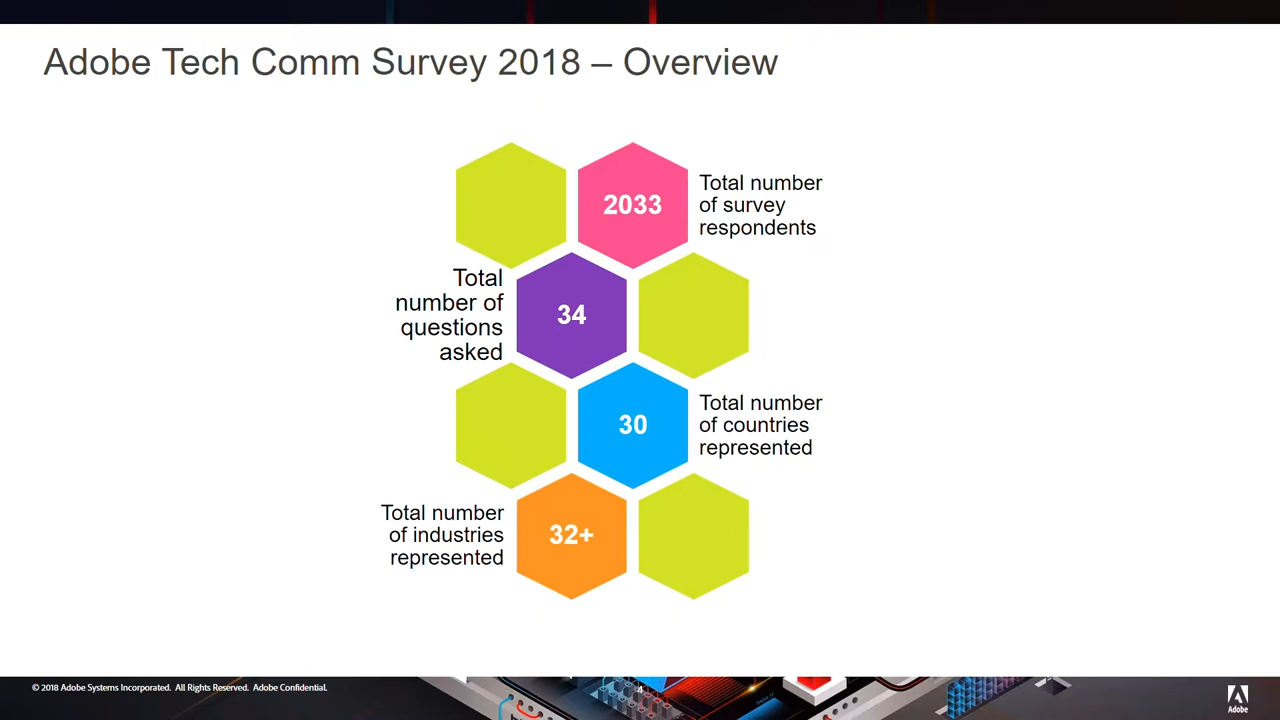 Adobe Tech Comm Survey 2018 – Overview
2033
Total number
of survey
respondents
Total
number of
questions
asked
34
30
Total number
of countries
represented
Total number
of industries
represented
32+
© 2018 Adobe Systems Incorporated. All Rights Reserved. Adobe Confidential.
4
Adobe